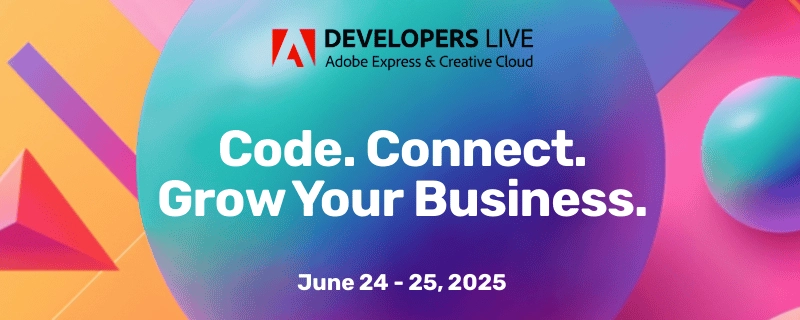 DEVELOPERS LIVE
Adobe Express & Creative Cloud
Code. Connect.
Grow Your Business.
June 24 - 25, 2025